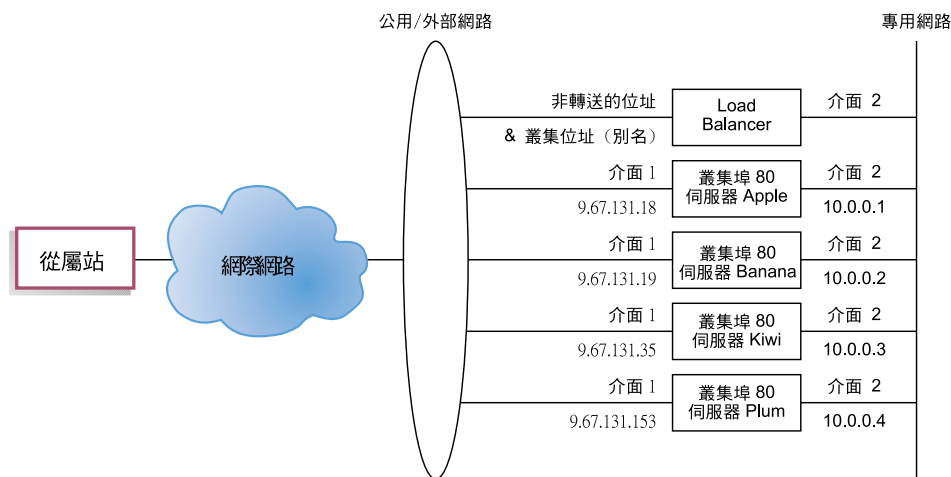 公用/外部網路
專用網路
非轉送的位址
& 叢集位址（別名）
Load
Balancer
介面 2
介面 1
9.67.131.18
叢集埠 80
伺服器 Apple
介面 2
10.0.0.1
介面 1
9.67.131.19
叢集埠 80
伺服器 Banana
介面 2
10.0.0.2
從屬站
網際網路
介面 1
9.67.131.35
叢集埠 80
伺服器 Kiwi
介面 2
10.0.0.3
介面 1
9.67.131.153
叢集埠 80
伺服器 Plum
介面 2
10.0.0.4